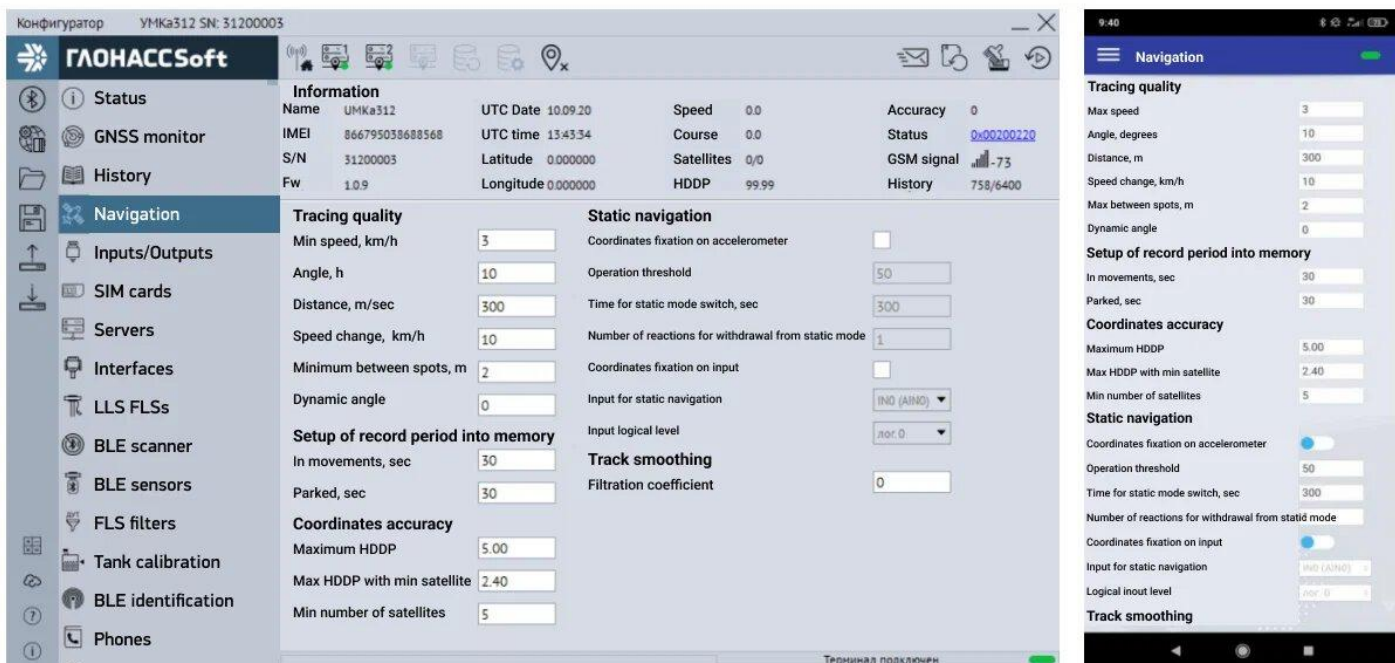 Конфигуратор УМКа312 SN: 31200003
ГЛОНАССSoft
Status
GNSS monitor
History
Navigation
Inputs/Outputs
SIM cards
Servers
Interfaces
LLS FLSs
BLE scanner
BLE sensors
FLS filters
Tank calibration
BLE identification
Phones
Information
Name UMKa312 UTC Date 10.09.20 Speed 0.0 Accuracy 0
IMEI 866795038688568 UTC time 13:43:34 Course 0.0 Status 0x00200220
S/N 31200003 Latitude 0.000000 Satellites 0/0 GSM signal -73
Fw 1.0.9 Longitude 0.000000 HDDP 99.99 History 758/6400
Tracing quality
Min speed, km/h 3
Angle, h 10
Distance, m/sec 300
Speed change, km/h 10
Minimum between spots, m 2
Dynamic angle 0
Setup of record period into memory
In movements, sec 30
Parked, sec 30
Coordinates accuracy
Maximum HDDP 5.00
Max HDDP with min satellite 2.40
Min number of satellites 5
Static navigation
Coordinates fixation on accelerometer
Operation threshold 50
Time for static mode switch, sec 300
Number of reactions for withdrawal from static mode 1
Coordinates fixation on input
Input for static navigation IN0 (AIN0)
Input logical level лог. 0
Track smoothing
Filtration coefficient 0
Терминал подключен
9:40
Navigation
Tracing quality
Max speed 3
Angle, degrees 10
Distance, m 300
Speed change, km/h 10
Max between spots, m 2
Dynamic angle 0
Setup of record period into memory
In movements, sec 30
Parked, sec 30
Coordinates accuracy
Maximum HDDP 5.00
Max HDDP with min satellite 2.40
Min number of satellites 5
Static navigation
Coordinates fixation on accelerometer
Operation threshold 50
Time for static mode switch, sec 300
Number of reactions for withdrawal from static mode
Coordinates fixation on input
Input for static navigation IN0 (AIN0)
Logical inout level лог. 0
Track smoothing